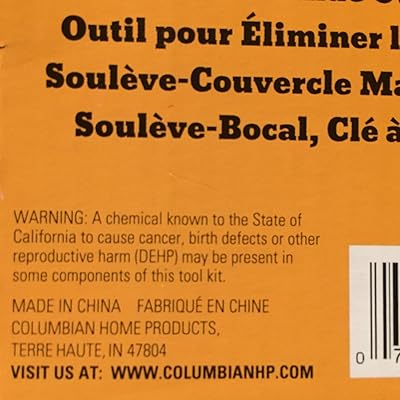 Outil pour Éliminer
Soulève-Couvercle
Soulève-Bocal, Clé à
WARNING: A chemical known to the State of
California to cause cancer, birth defects or other
reproductive harm (DEHP) may be present in
some components of this tool kit.
MADE IN CHINA FABRIQUÉ EN CHINE
COLUMBIAN HOME PRODUCTS,
TERRE HAUTE, IN 47804
VISIT US AT: WWW.COLUMBIANHP.COM
0 7